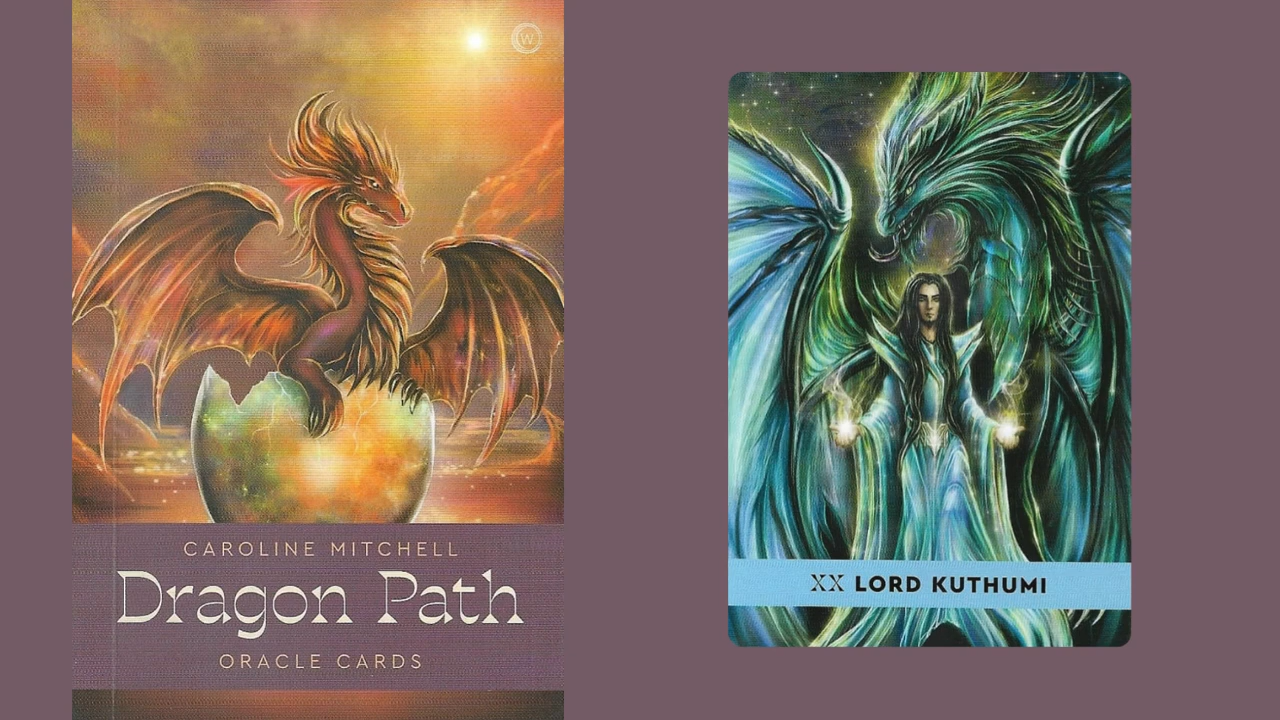 W
CAROLINE MITCHELL
Dragon Path
ORACLE CARDS
XX LORD KUTHUMI